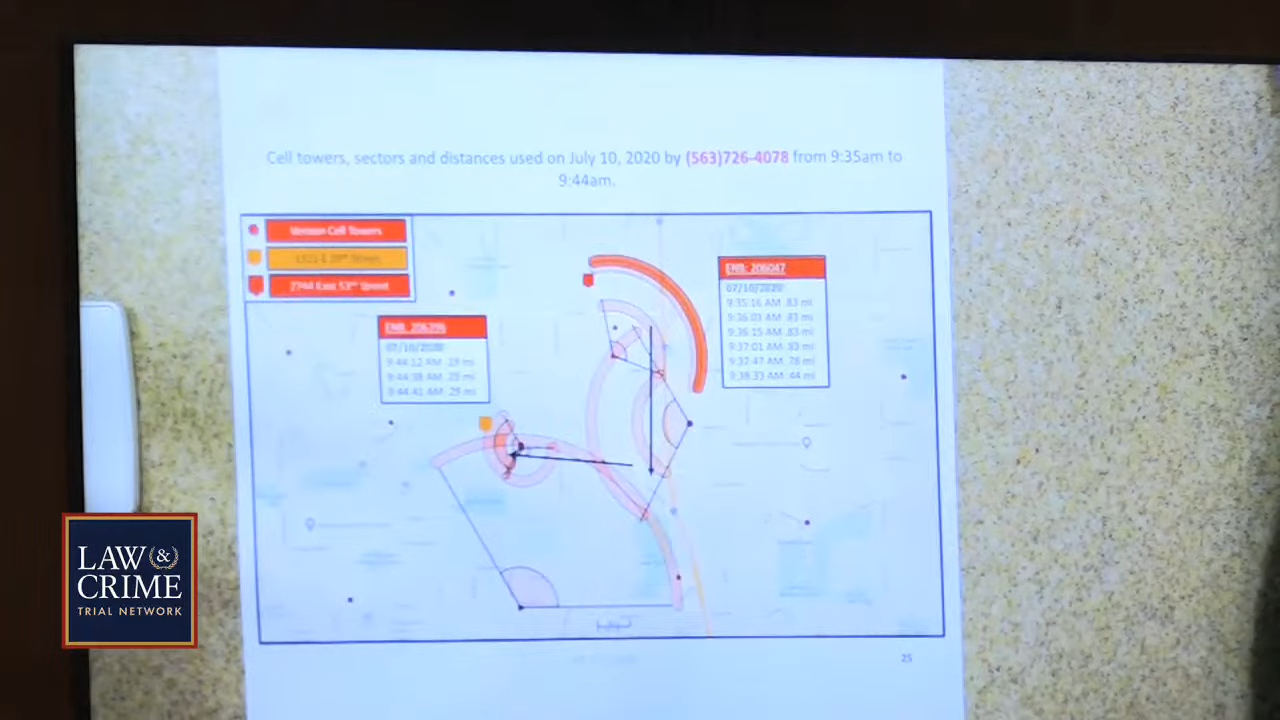 Cell towers, sectors and distances used on July 10, 2020 by (563)726-4078 from 9:35am to
9:44am.
Verizon Cell Towers
2744 East 53rd Street
ENB: 206047
07/10/2020
9:35:16 AM .83 mi
9:36:03 AM .83 mi
9:36:15 AM .83 mi
9:37:01 AM .83 mi
9:37:47 AM .78 mi
9:38:33 AM .44 mi
ENB:
07/10/2020
9:44:12 AM .25 mi
9:44:38 AM .25 mi
9:44:41 AM .25 mi
25
LAW &
CRIME
TRIAL NETWORK